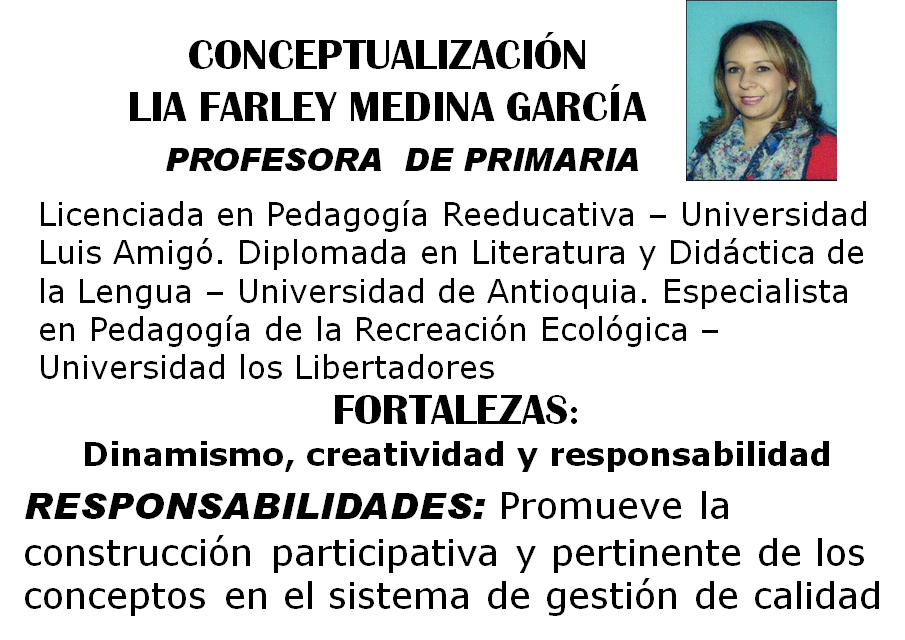 CONCEPTUALIZACIÓN
LIA FARLEY MEDINA GARCÍA
PROFESORA DE PRIMARIA
Licenciada en Pedagogía Reeducativa – Universidad
Luis Amigó. Diplomada en Literatura y Didáctica de
la Lengua – Universidad de Antioquia. Especialista
en Pedagogía de la Recreación Ecológica –
Universidad los Libertadores
FORTALEZAS:
Dinamismo, creatividad y responsabilidad
RESPONSABILIDADES: Promueve la
construcción participativa y pertinente de los
conceptos en el sistema de gestión de calidad